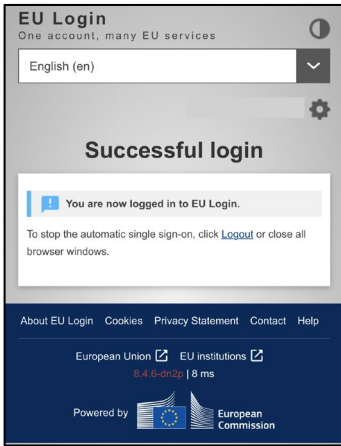 EU Login
One account, many EU services
English (en)
Successful login
You are now logged in to EU Login.
To stop the automatic single sign-on, click Logout or close all
browser windows.
About EU Login Cookies Privacy Statement Contact Help
European Union EU institutions
8.4.6-dn2p | 8 ms
Powered by
European
Commission